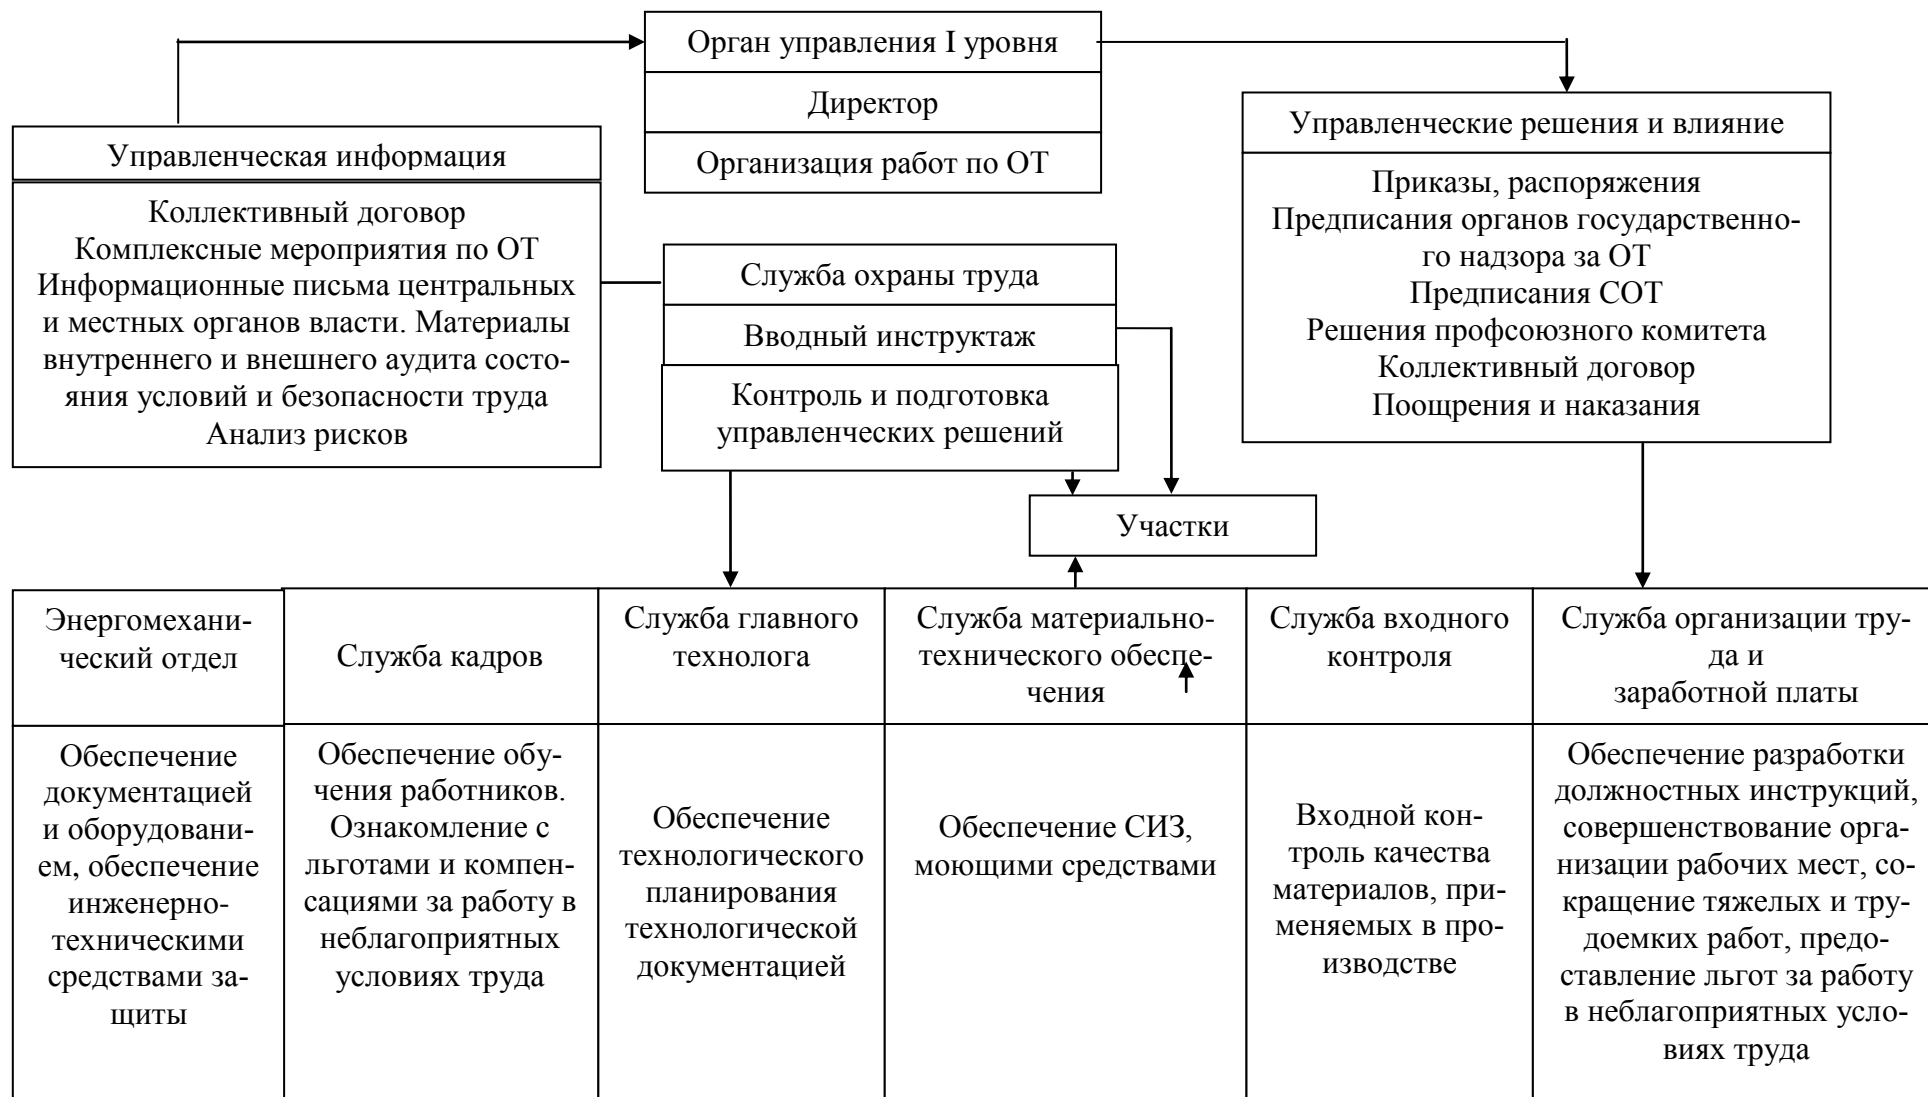 Орган управления I уровня
Директор
Организация работ по ОТ
Управленческая информация
Коллективный договор
Комплексные мероприятия по ОТ
Информационные письма центральных
и местных органов власти. Материалы
внутреннего и внешнего аудита состо-
яния условий и безопасности труда
Анализ рисков
Служба охраны труда
Вводный инструктаж
Контроль и подготовка
управленческих решений
Управленческие решения и влияние
Приказы, распоряжения
Предписания органов государственно-
го надзора за ОТ
Предписания СОТ
Решения профсоюзного комитета
Коллективный договор
Поощрения и наказания
Участки
Энергомехани-
ческий отдел
Служба кадров
Служба главного
технолога
Служба материально-
технического обеспе-
чения
Служба входного
контроля
Служба организации тру-
да и
заработной платы
Обеспечение
документацией
и оборудовани-
ем, обеспечение
инженерно-
техническими
средствами за-
щиты
Обеспечение обу-
чения работников.
Ознакомление с
льготами и компен-
сациями за работу в
неблагоприятных
условиях труда
Обеспечение
технологического
планирования
технологической
документацией
Обеспечение СИЗ,
моющими средствами
Входной кон-
троль качества
материалов, при-
меняемых в про-
изводстве
Обеспечение разработки
должностных инструкций,
совершенствование орга-
низации рабочих мест, со-
кращение тяжелых и тру-
доемких работ, предо-
ставление льгот за работу
в неблагоприятных усло-
виях труда